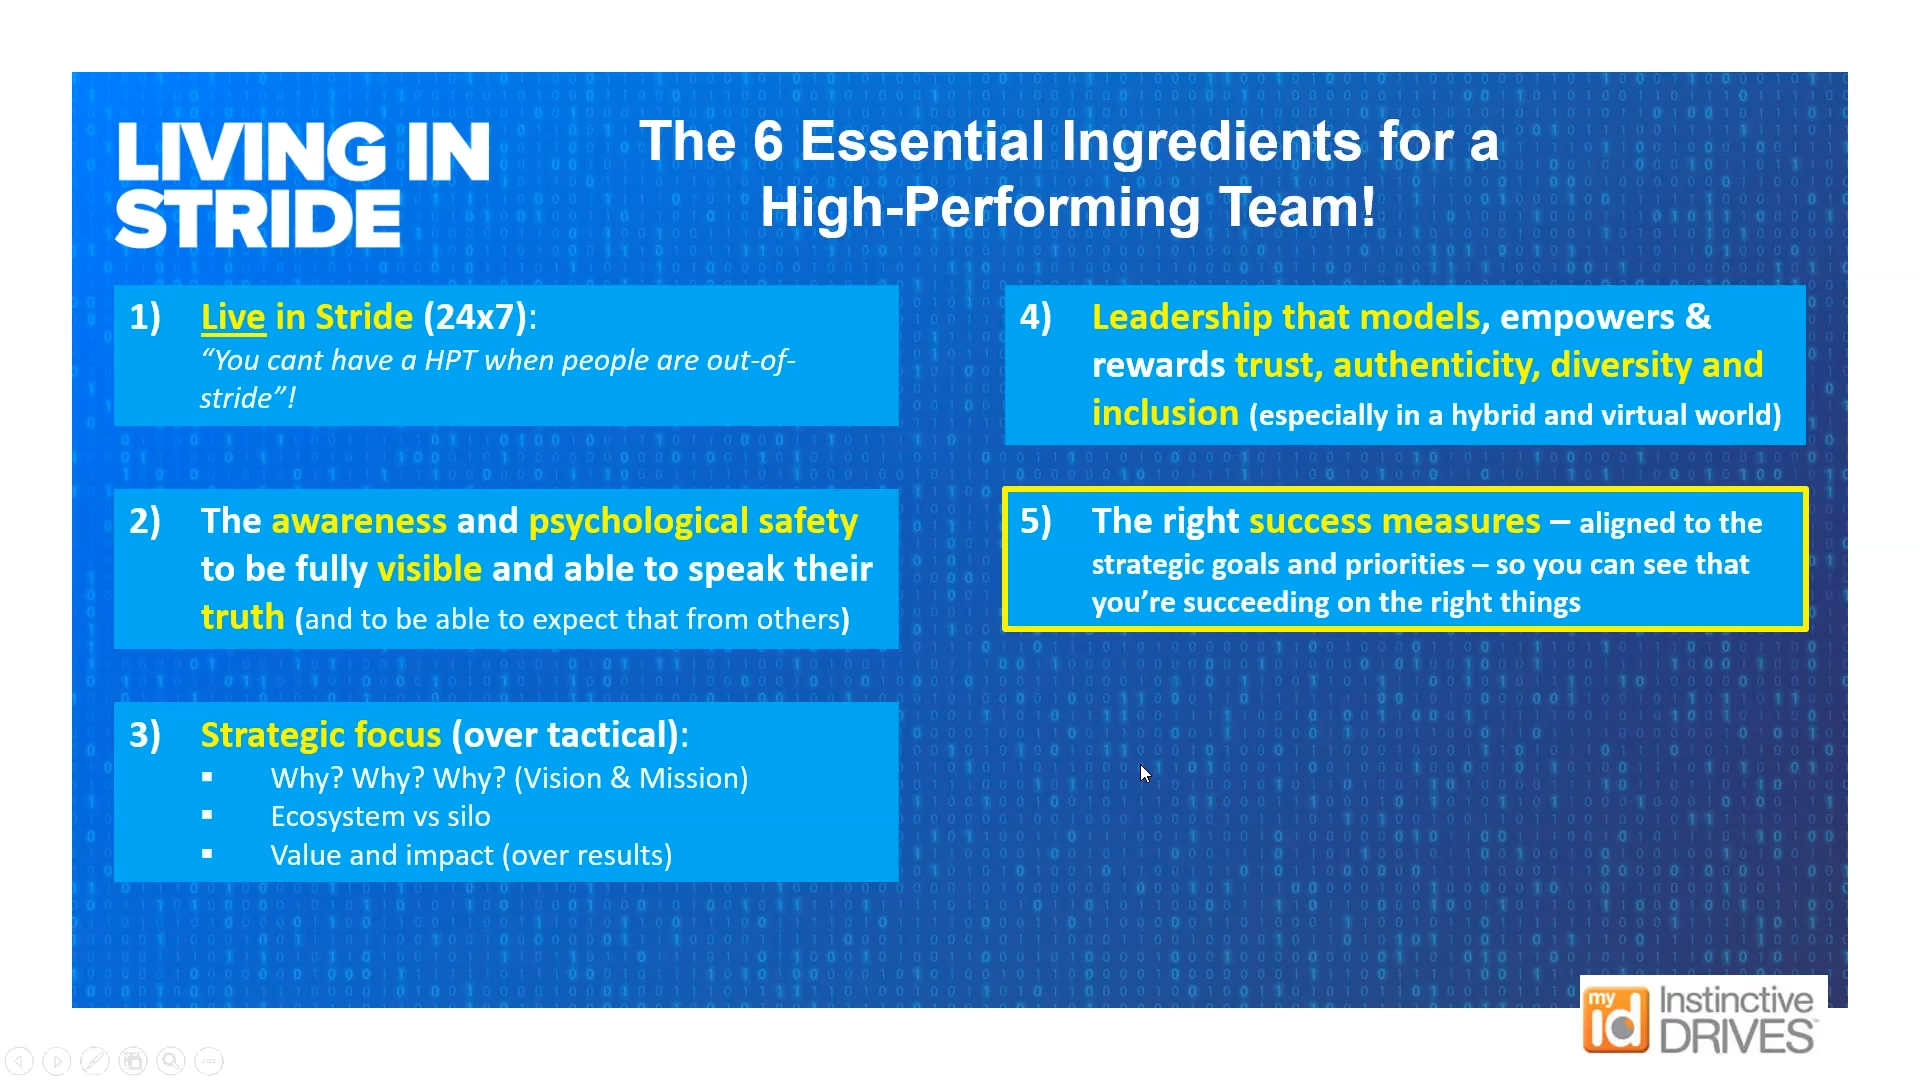 LIVING IN
STRIDE
The 6 Essential Ingredients for a
High-Performing Team!
1) Live in Stride (24x7):
“You cant have a HPT when people are out-of-
stride”!
2) The awareness and psychological safety
to be fully visible and able to speak their
truth (and to be able to expect that from others)
3) Strategic focus (over tactical):
▪ Why? Why? Why? (Vision & Mission)
▪ Ecosystem vs silo
▪ Value and impact (over results)
4) Leadership that models, empowers &
rewards trust, authenticity, diversity and
inclusion (especially in a hybrid and virtual world)
5) The right success measures – aligned to the
strategic goals and priorities – so you can see that
you’re succeeding on the right things
my
id
Instinctive
DRIVES™